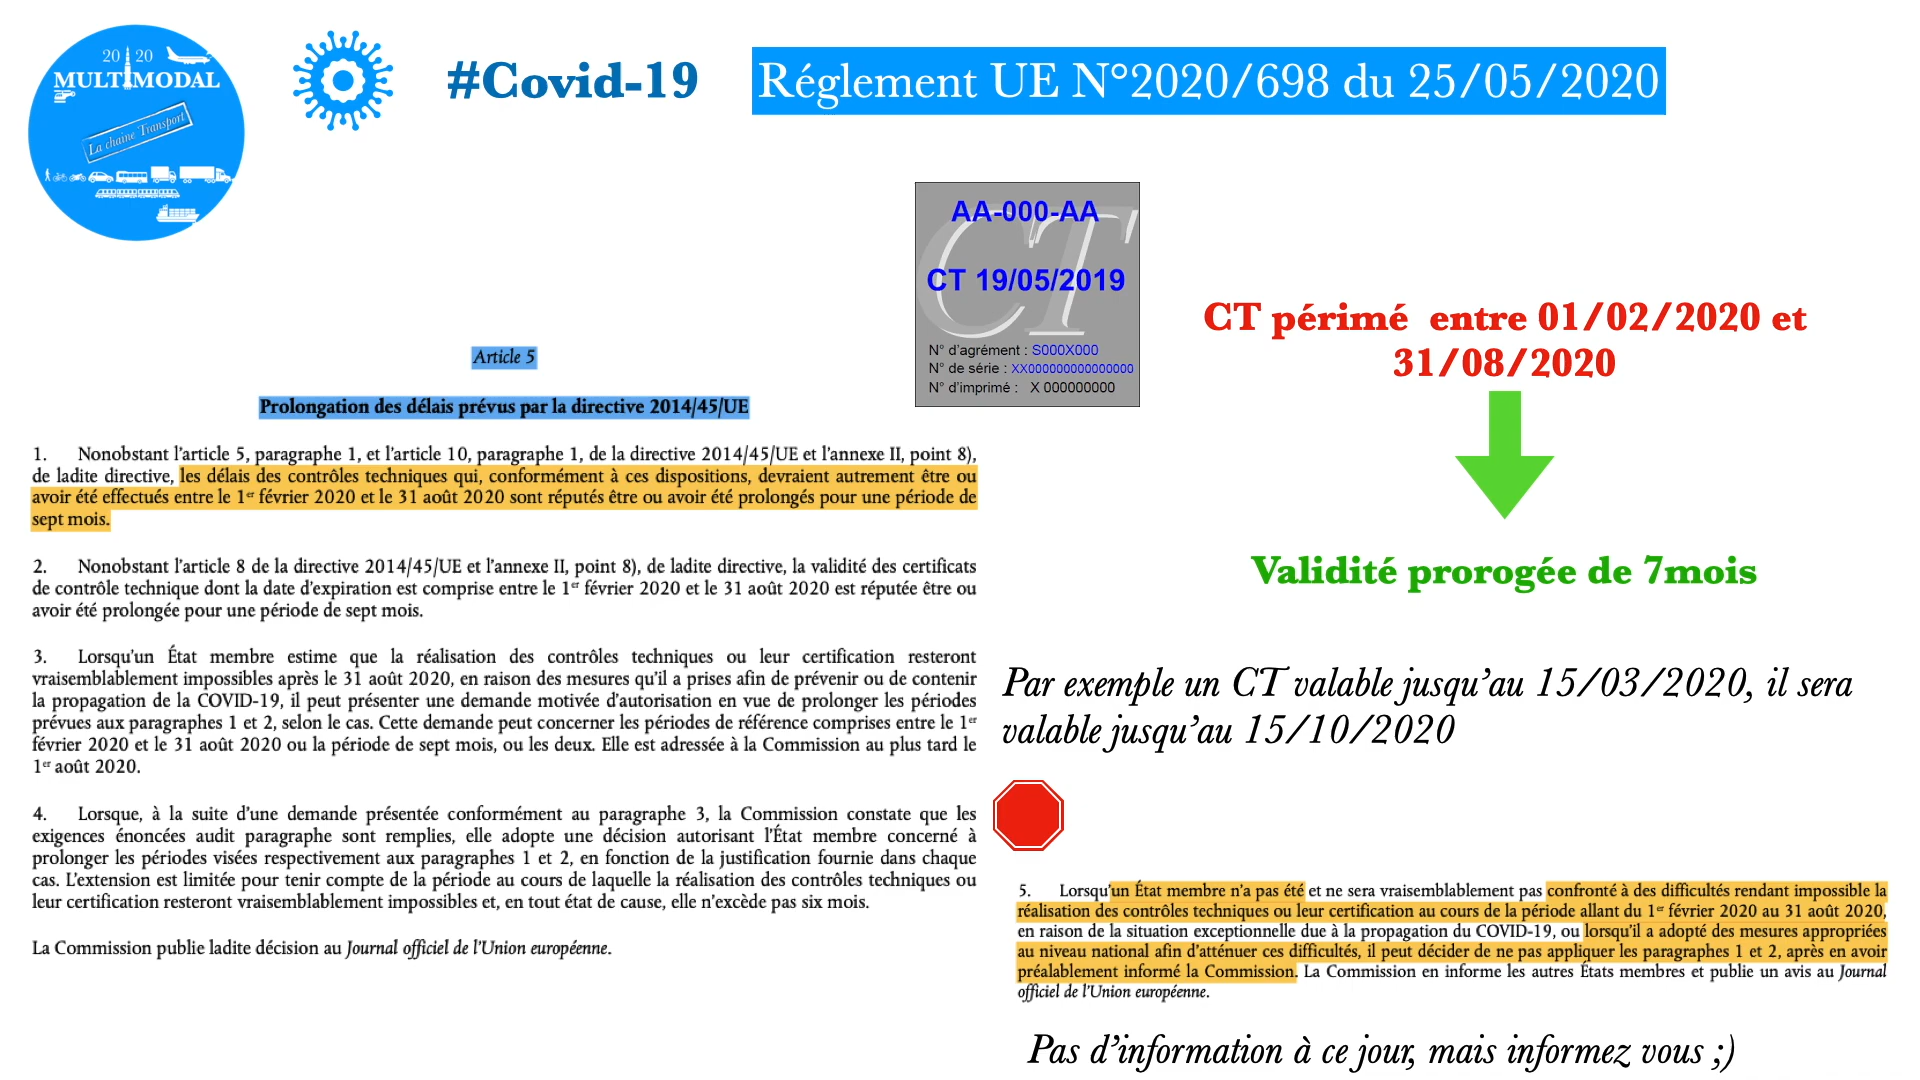 20 20
MULTIMODAL
La chaine Transport
#Covid-19
Réglement UE N°2020/698 du 25/05/2020
AA-000-AA
CT
CT 19/05/2019
N° d'agrément : S000X000
N° de série : XX000000000000000
N° d'imprimé : X 000000000
Article 5
Prolongation des délais prévus par la directive 2014/45/UE
1. Nonobstant l'article 5, paragraphe 1, et l'article 10, paragraphe 1, de la directive 2014/45/UE et l'annexe II, point 8),
de ladite directive, les délais des contrôles techniques qui, conformément à ces dispositions, devraient autrement être ou
avoir été effectués entre le 1er février 2020 et le 31 août 2020 sont réputés être ou avoir été prolongés pour une période de
sept mois.
2. Nonobstant l'article 8 de la directive 2014/45/UE et l'annexe II, point 8), de ladite directive, la validité des certificats
de contrôle technique dont la date d'expiration est comprise entre le 1er février 2020 et le 31 août 2020 est réputée être ou
avoir été prolongée pour une période de sept mois.
3. Lorsqu'un État membre estime que la réalisation des contrôles techniques ou leur certification resteront
vraisemblablement impossibles après le 31 août 2020, en raison des mesures qu'il a prises afin de prévenir ou de contenir
la propagation de la COVID-19, il peut présenter une demande motivée d'autorisation en vue de prolonger les périodes
prévues aux paragraphes 1 et 2, selon le cas. Cette demande peut concerner les périodes de référence comprises entre le 1er
février 2020 et le 31 août 2020 ou la période de sept mois, ou les deux. Elle est adressée à la Commission au plus tard le
1er août 2020.
4. Lorsque, à la suite d'une demande présentée conformément au paragraphe 3, la Commission constate que les
exigences énoncées audit paragraphe sont remplies, elle adopte une décision autorisant l'État membre concerné à
prolonger les périodes visées respectivement aux paragraphes 1 et 2, en fonction de la justification fournie dans chaque
cas. L'extension est limitée pour tenir compte de la période au cours de laquelle la réalisation des contrôles techniques ou
leur certification resteront vraisemblablement impossibles et, en tout état de cause, elle n'excède pas six mois.
La Commission publie ladite décision au Journal officiel de l'Union européenne.
CT périmé entre 01/02/2020 et
31/08/2020
Validité prorogée de 7mois
Par exemple un CT valable jusqu'au 15/03/2020, il sera
valable jusqu'au 15/10/2020
5. Lorsqu'un État membre n'a pas été et ne sera vraisemblablement pas confronté à des difficultés rendant impossible la
réalisation des contrôles techniques ou leur certification au cours de la période allant du 1er février 2020 au 31 août 2020,
en raison de la situation exceptionnelle due à la propagation du COVID-19, ou lorsqu'il a adopté des mesures appropriées
au niveau national afin d'atténuer ces difficultés, il peut décider de ne pas appliquer les paragraphes 1 et 2, après en avoir
préalablement informé la Commission. La Commission en informe les autres États membres et publie un avis au Journal
officiel de l'Union européenne.
Pas d'information à ce jour, mais informez vous ;)